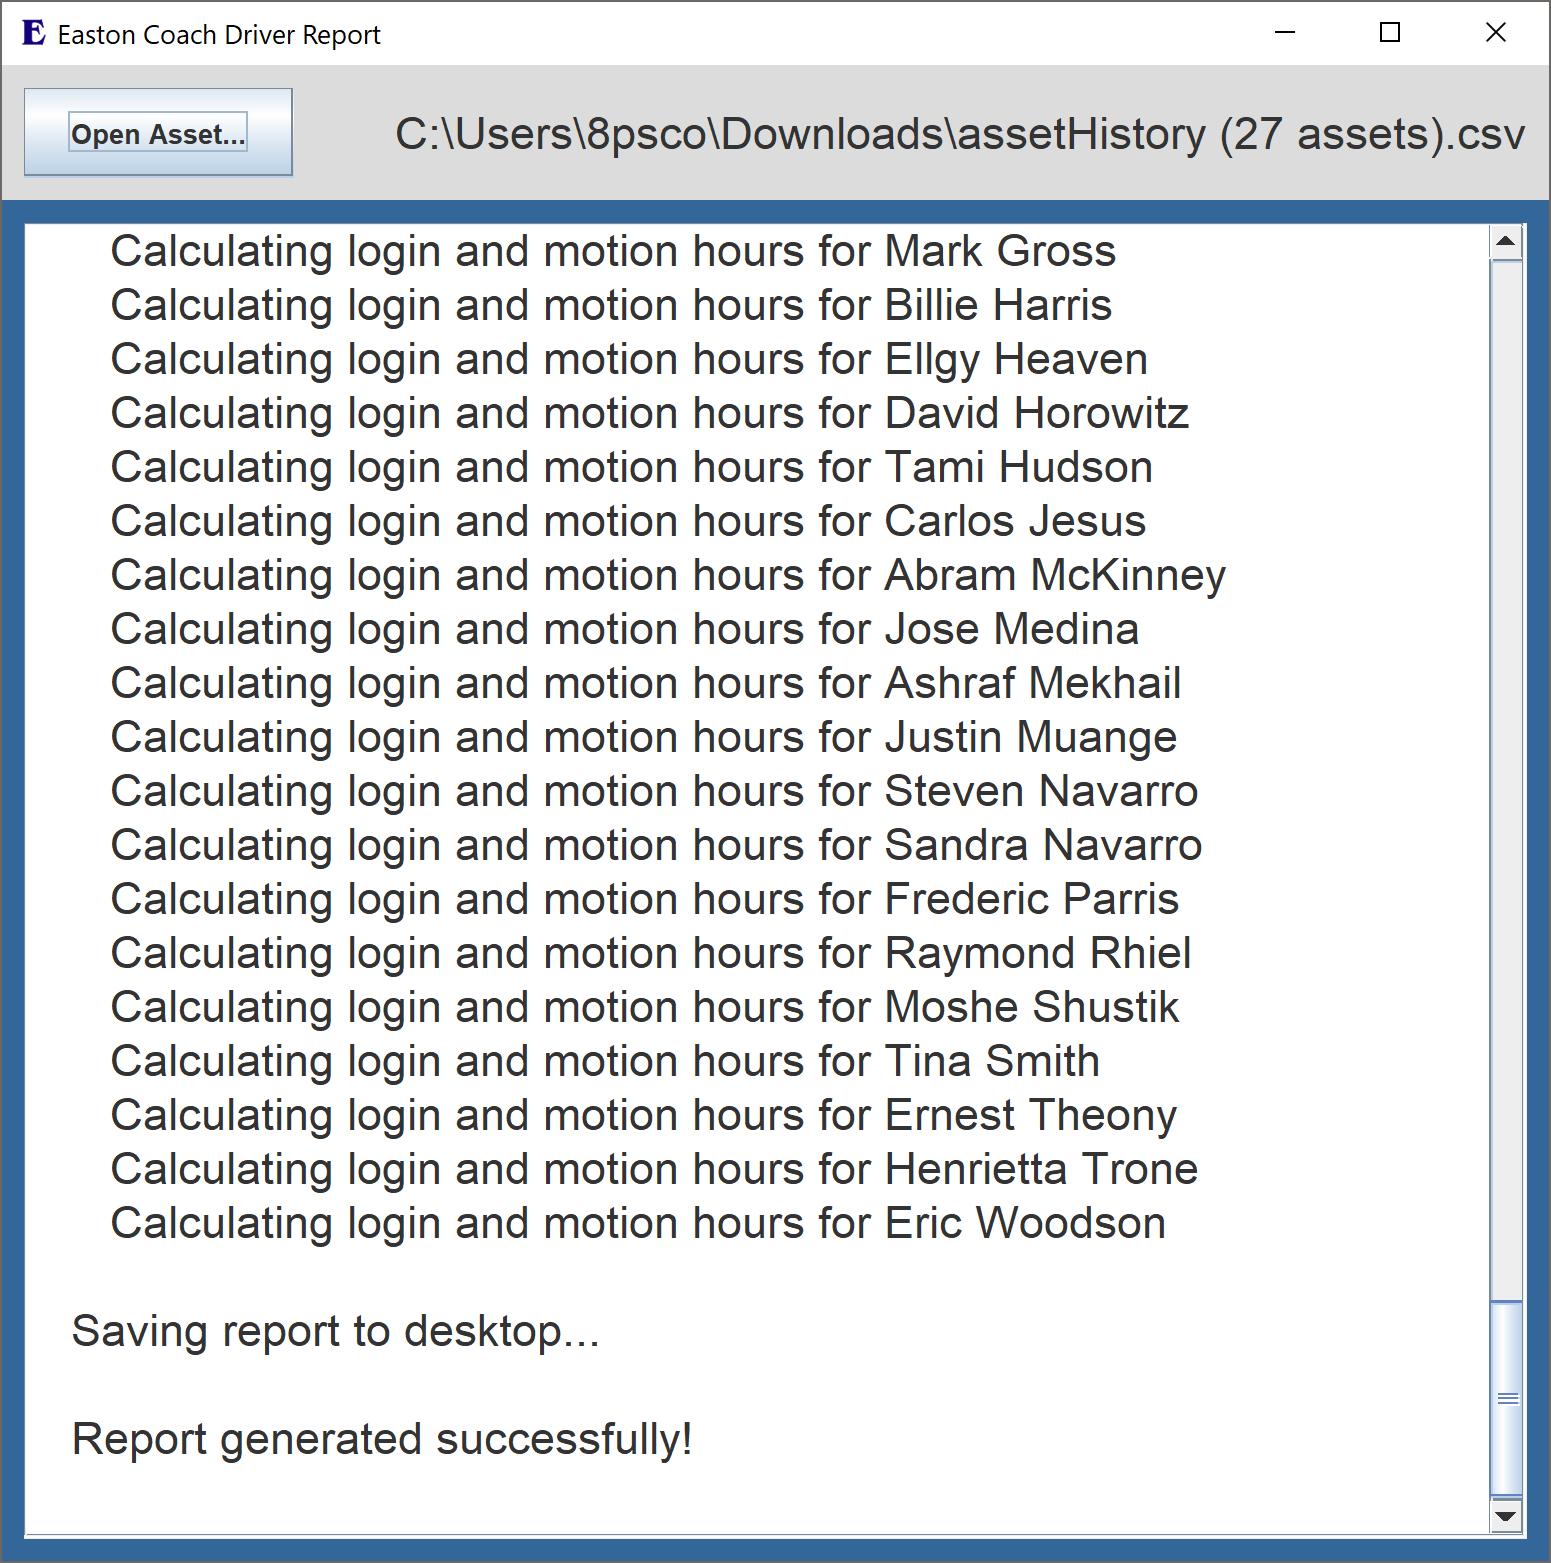 E Easton Coach Driver Report
Open Asset...
C:\Users\8psco\Downloads\assetHistory (27 assets).csv
Calculating login and motion hours for Mark Gross
Calculating login and motion hours for Billie Harris
Calculating login and motion hours for Ellgy Heaven
Calculating login and motion hours for David Horowitz
Calculating login and motion hours for Tami Hudson
Calculating login and motion hours for Carlos Jesus
Calculating login and motion hours for Abram McKinney
Calculating login and motion hours for Jose Medina
Calculating login and motion hours for Ashraf Mekhail
Calculating login and motion hours for Justin Muange
Calculating login and motion hours for Steven Navarro
Calculating login and motion hours for Sandra Navarro
Calculating login and motion hours for Frederic Parris
Calculating login and motion hours for Raymond Rhiel
Calculating login and motion hours for Moshe Shustik
Calculating login and motion hours for Tina Smith
Calculating login and motion hours for Ernest Theony
Calculating login and motion hours for Henrietta Trone
Calculating login and motion hours for Eric Woodson
Saving report to desktop...
Report generated successfully!